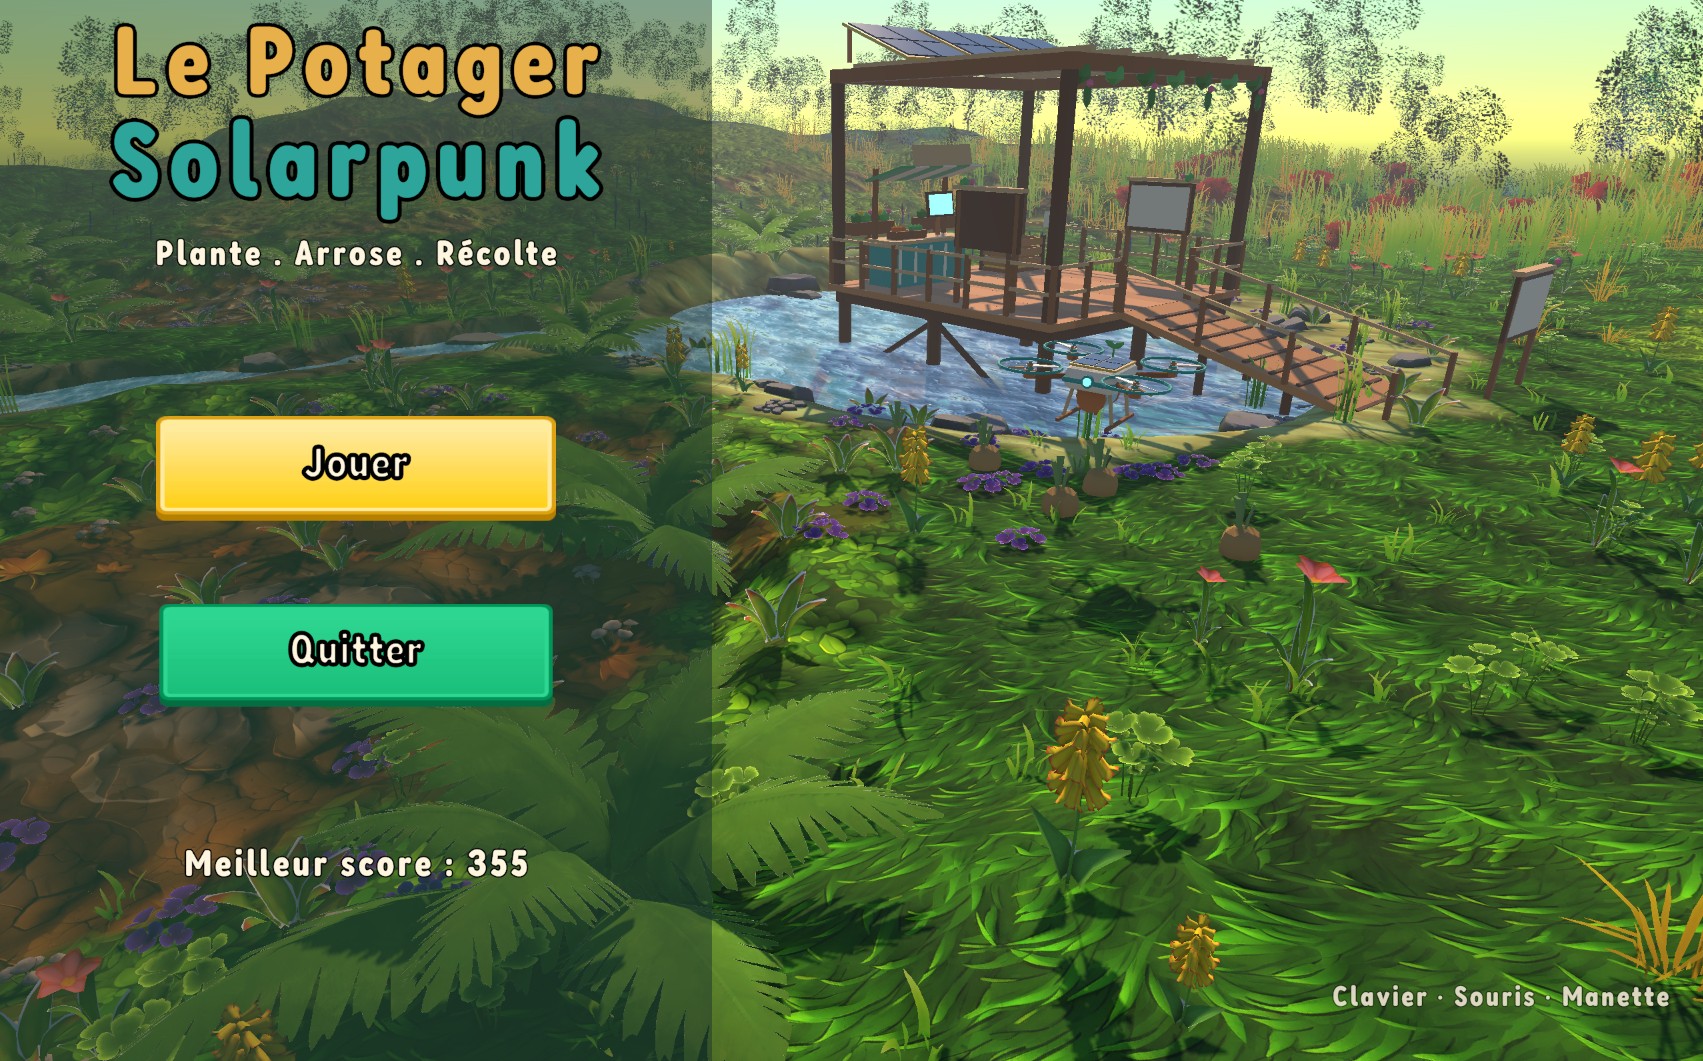 Le Potager
Solarpunk
Plante . Arrose . Récolte
Jouer
Quitter
Meilleur score : 355
Clavier · Souris · Manette